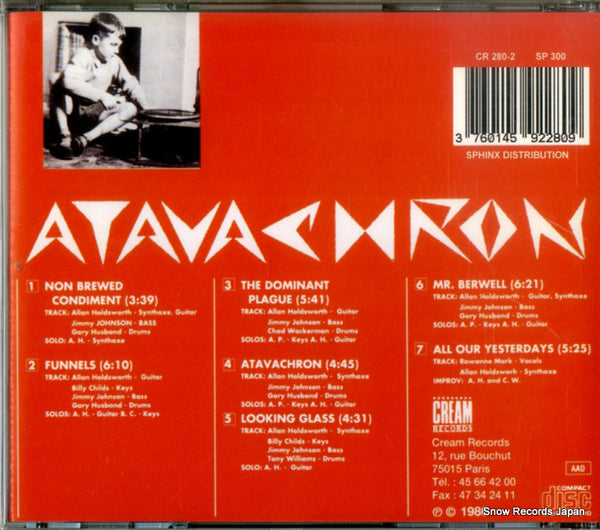 CR 280-2 SP 300
3 760145 922809
SPHINX DISTRIBUTION
ATAVACHRON
1 NON BREWED
CONDIMENT (3:39)
TRACK: Allan Holdsworth - Synthaxe. Guitar
Jimmy JOHNSON - BASS
Gary Husband - Drums
SOLO: A. H. - Synthaxe
2 FUNNELS (6:10)
TRACK: Allan Holdsworth - Guitar
Billy Childs - Keys
Jimmy Johnson - Bass
Gary Husband - Drums
SOLOS: A. H. - Guitar B. C. - Keys
3 THE DOMINANT
PLAGUE (5:41)
TRACK: Allan Holdsworth - Guitar
Jimmy Johnson - Bass
Chad Wackerman - Drums
SOLOS: A. P. - Keys A. H. - Guitar
4 ATAVACHRON (4:45)
TRACK: Allan Holdsworth - Synthaxe
Jimmy Johnson - Bass
Gary Husband - Drums
SOLOS: A. P. - Keys A. H. - Guitar
5 LOOKING GLASS (4:31)
TRACK: Allan Holdsworth - Synthaxe
Billy Childs - Keys
Jimmy Johnson - Bass
Tony Williams - Drums
SOLO: A. H. - Guitar
6 MR. BERWELL (6:21)
TRACK: Allan Holdsworth - Guitar, Synthaxe
Jimmy Johnson - Bass
Gary Husband - Drums
SOLOS: A. P. - Keys A. H. - Guitar
7 ALL OUR YESTERDAYS (5:25)
TRACK: Rowanne Mark - Vocals
Allan Holdsworth - Synthaxe
IMPROV: A. H. and C. W.
CREAM
RECORDS
Cream Records
12, rue Bouchut
75015 Paris
Tél. : 45 66 42 00
Fax : 47 34 24 11
AAD
COMPACT
disc
Snow Records Japan
www.snowrecords.jp